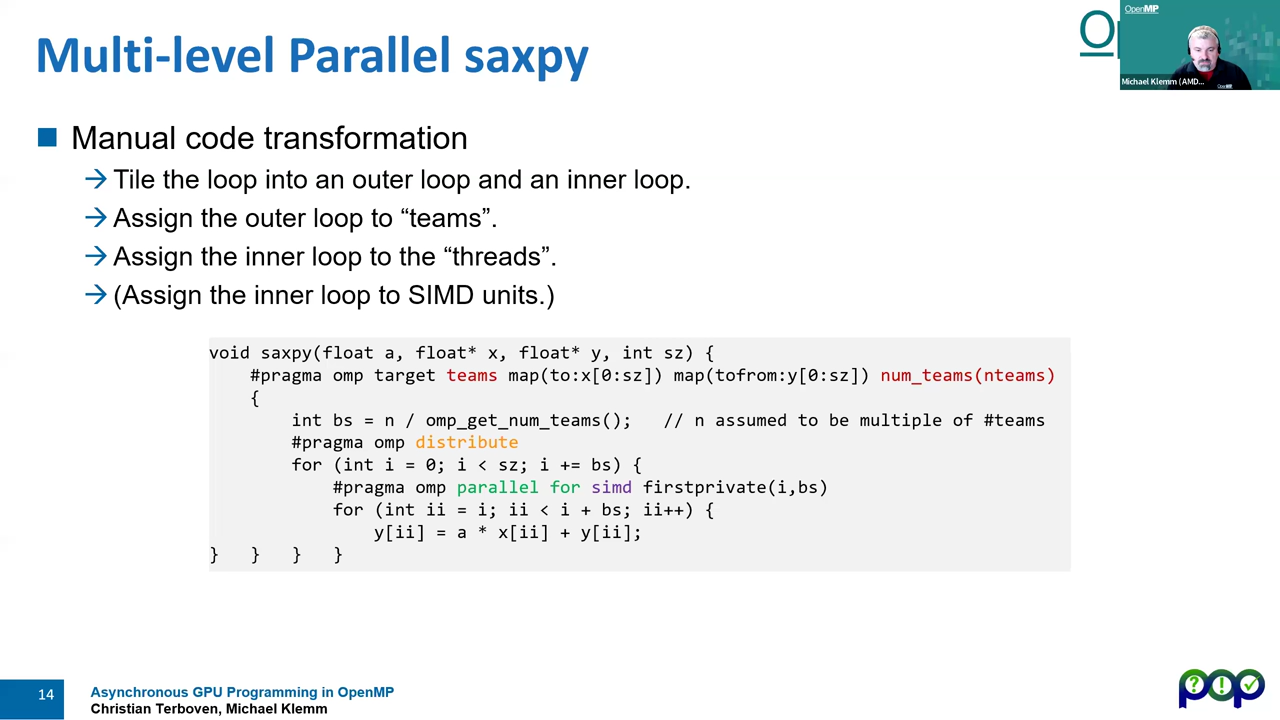 Multi-level Parallel saxpy
OpenMP
Michael Klemm (AMD...
OpenMP
Manual code transformation
→ Tile the loop into an outer loop and an inner loop.
→ Assign the outer loop to “teams”.
→ Assign the inner loop to the “threads”.
→ (Assign the inner loop to SIMD units.)
void saxpy(float a, float* x, float* y, int sz) {
#pragma omp target teams map(to:x[0:sz]) map(tofrom:y[0:sz]) num_teams(nteams)
{
int bs = n / omp_get_num_teams(); // n assumed to be multiple of #teams
#pragma omp distribute
for (int i = 0; i < sz; i += bs) {
#pragma omp parallel for simd firstprivate(i,bs)
for (int ii = i; ii < i + bs; ii++) {
y[ii] = a * x[ii] + y[ii];
} } } }
14
Asynchronous GPU Programming in OpenMP
Christian Terboven, Michael Klemm
pop